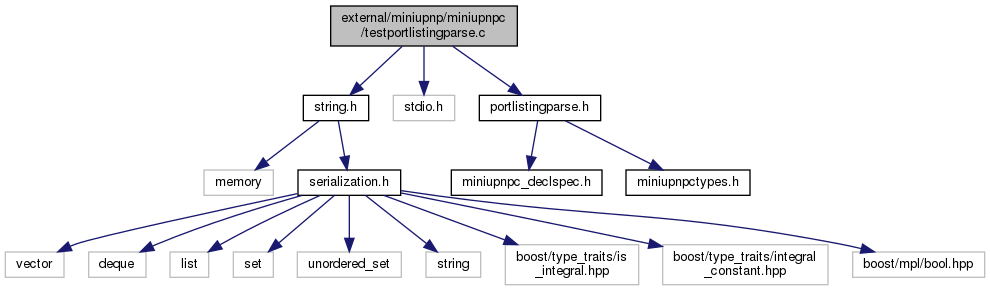 external/miniupnp/miniupnpc
/testportlistingparse.c
string.h
stdio.h
portlistingparse.h
memory
serialization.h
miniupnpc_declspec.h
miniupnpctypes.h
vector
deque
list
set
unordered_set
string
boost/type_traits/is
_integral.hpp
boost/type_traits/integral
_constant.hpp
boost/mpl/bool.hpp